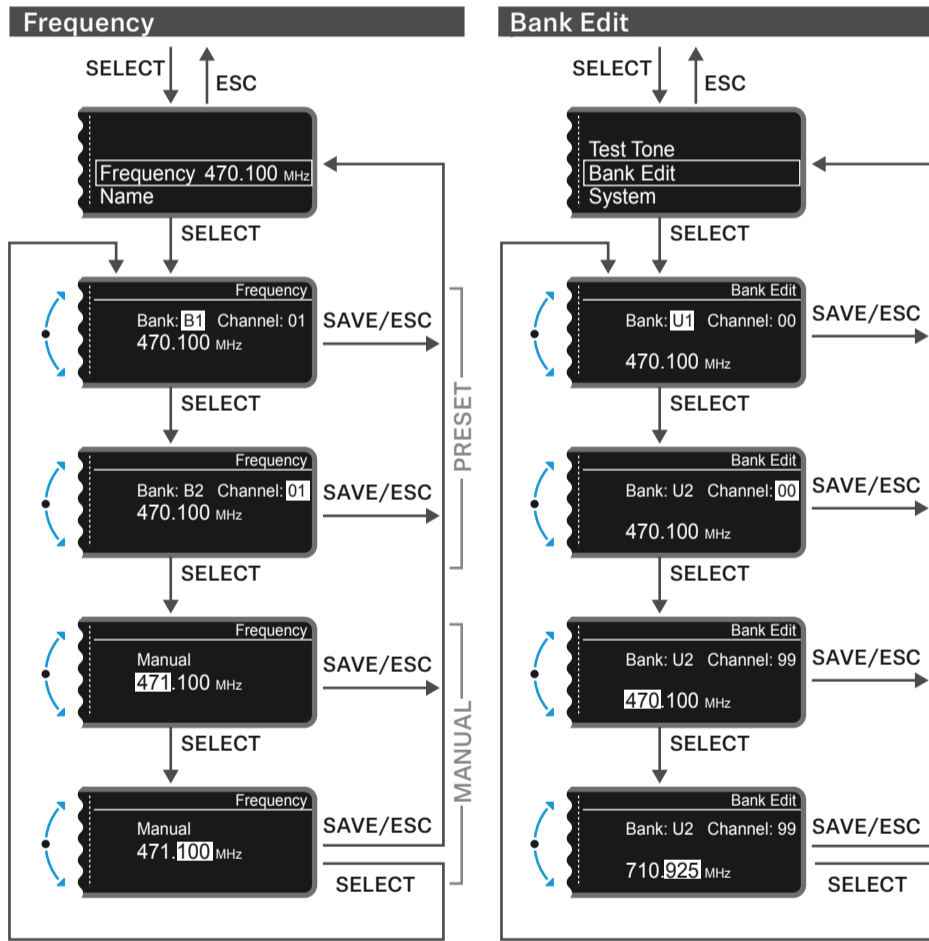 Frequency
SELECT
ESC
Frequency 470.100 MHz
Name
SELECT
Frequency
Bank: B1 Channel: 01
470.100 MHz
SAVE/ESC
SELECT
Frequency
Bank: B2 Channel: 01
470.100 MHz
SAVE/ESC
SELECT
PRESET
Frequency
Manual
471.100 MHz
SAVE/ESC
SELECT
Frequency
Manual
471.100 MHz
SAVE/ESC
SELECT
MANUAL
Bank Edit
SELECT
ESC
Test Tone
Bank Edit
System
SELECT
Bank Edit
Bank: U1 Channel: 00
470.100 MHz
SAVE/ESC
SELECT
Bank Edit
Bank: U2 Channel: 00
470.100 MHz
SAVE/ESC
SELECT
Bank Edit
Bank: U2 Channel: 99
470.100 MHz
SAVE/ESC
SELECT
Bank Edit
Bank: U2 Channel: 99
710.925 MHz
SAVE/ESC
SELECT